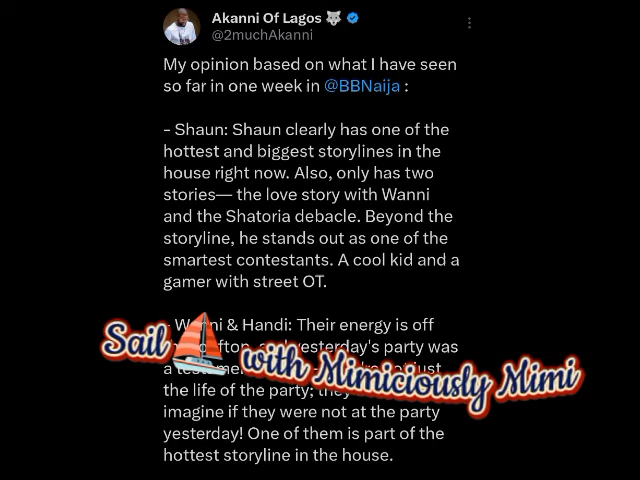 Akanni Of Lagos
@2muchAkanni
My opinion based on what I have seen
so far in one week in @BBNaija :
- Shaun: Shaun clearly has one of the
hottest and biggest storylines in the
house right now. Also, only has two
stories— the love story with Wanni
and the Shatoria debacle. Beyond the
storyline, he stands out as one of the
smartest contestants. A cool kid and a
gamer with street OT.
- Wanni & Handi: Their energy is off
yesterday's party was
a
just
the life of the party; they
imagine if they were not at the party
yesterday! One of them is part of the
hottest storyline in the house.
Sail with Mimiciously Mimi